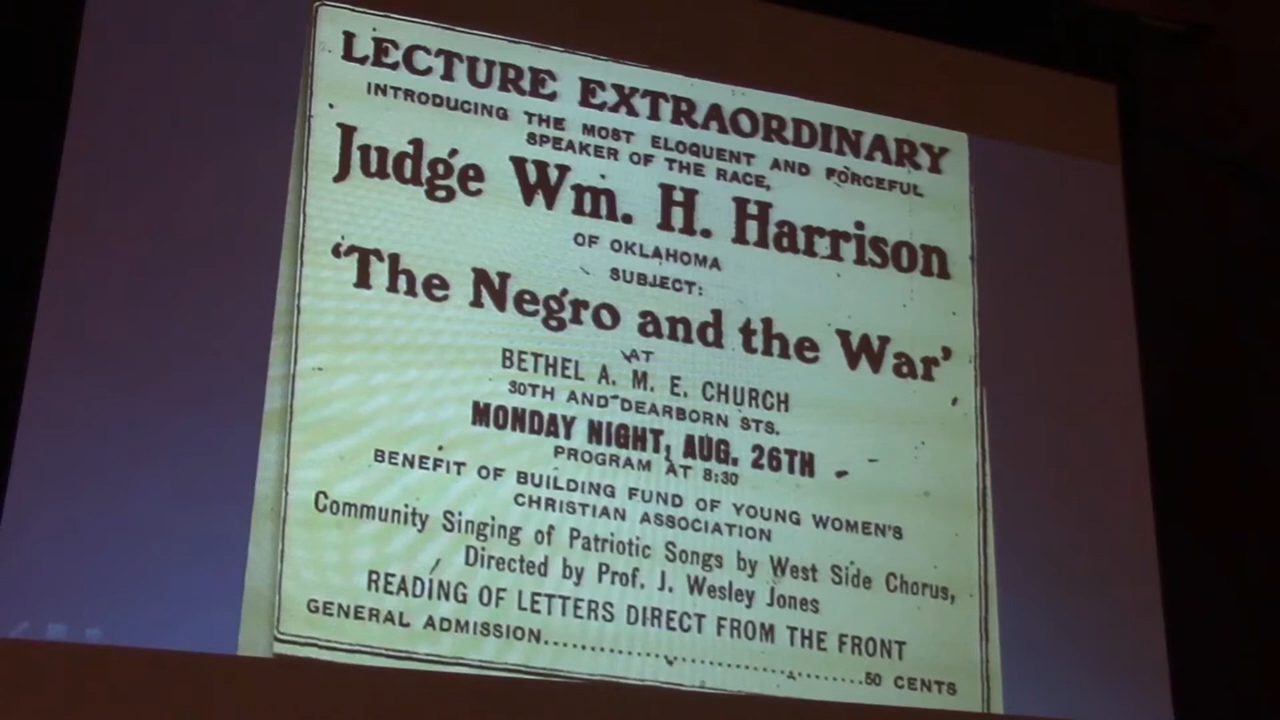 LECTURE EXTRAORDINARY
INTRODUCING THE MOST ELOQUENT AND FORCEFUL
SPEAKER OF THE RACE,
Judge Wm. H. Harrison
OF OKLAHOMA
SUBJECT:
'The Negro and the War'
AT
BETHEL A. M. E. CHURCH
30TH AND DEARBORN STS.
MONDAY NIGHT, AUG. 26TH
PROGRAM AT 8:30
BENEFIT OF BUILDING FUND OF YOUNG WOMEN'S
CHRISTIAN ASSOCIATION
Community Singing of Patriotic Songs by West Side Chorus,
Directed by Prof. J. Wesley Jones
READING OF LETTERS DIRECT FROM THE FRONT
GENERAL ADMISSION........................................50 CENTS